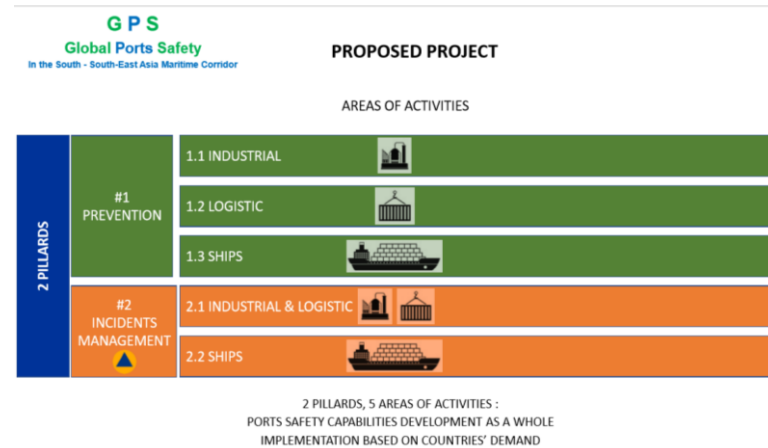 G P S
Global Ports Safety
In the South - South-East Asia Maritime Corridor
PROPOSED PROJECT
AREAS OF ACTIVITIES
2 PILLARDS
#1
PREVENTION
1.1 INDUSTRIAL
1.2 LOGISTIC
1.3 SHIPS
#2
INCIDENTS
MANAGEMENT
2.1 INDUSTRIAL & LOGISTIC
2.2 SHIPS
2 PILLARDS, 5 AREAS OF ACTIVITIES :
PORTS SAFETY CAPABILITIES DEVELOPMENT AS A WHOLE
IMPLEMENTATION BASED ON COUNTRIES’ DEMAND